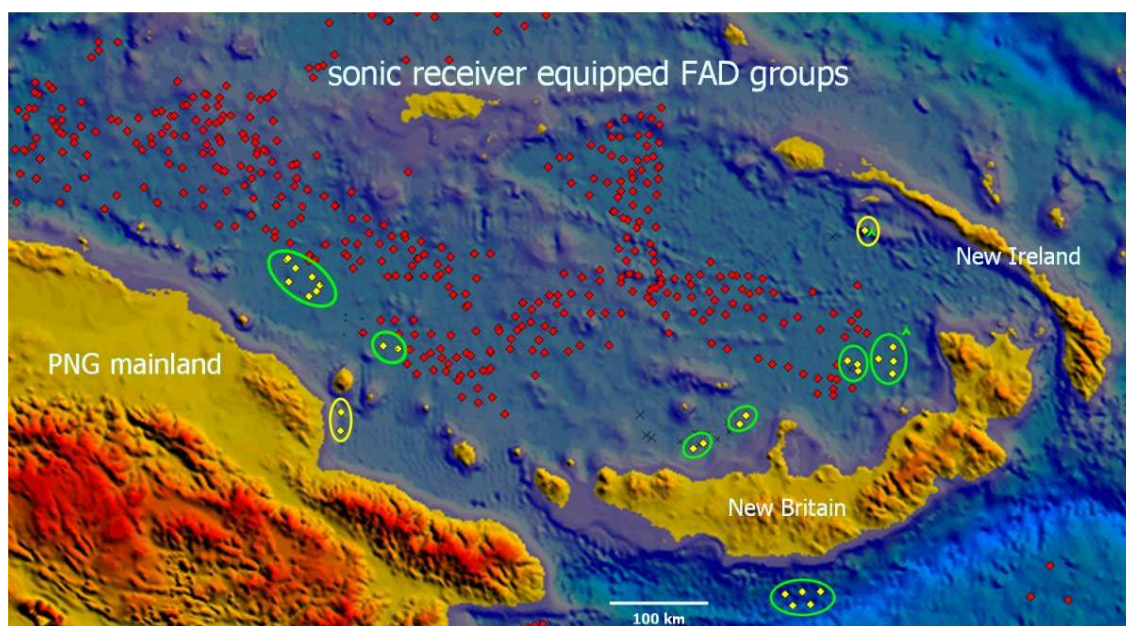 sonic receiver equipped FAD groups
New Ireland
PNG mainland
New Britain
100 km